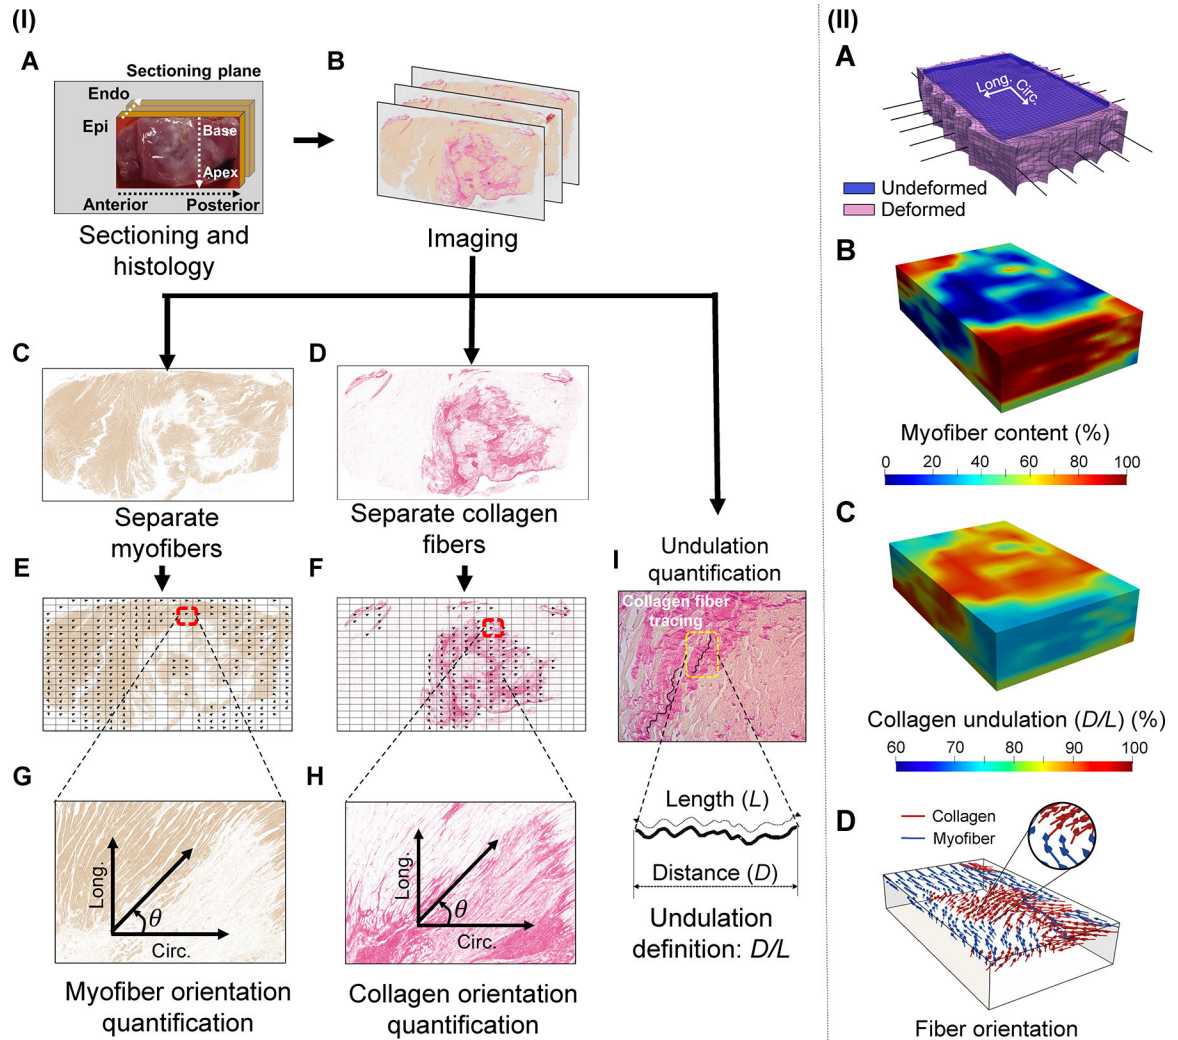 (I)
A
Sectioning plane
Endo
Epi
Base
Apex
Anterior
Posterior
Sectioning and
histology
B
Imaging
C
Separate
myofibers
D
Separate collagen
fibers
E
F
G
Long.
θ
Circ.
Myofiber orientation
quantification
H
Long.
θ
Circ.
Collagen orientation
quantification
I
Undulation
quantification
Collagen fiber
tracing
Length (L)
Distance (D)
Undulation
definition: D/L
(II)
A
Long.
Circ.
Undeformed
Deformed
B
Myofiber content (%)
0 20 40 60 80 100
C
Collagen undulation (D/L) (%)
60 70 80 90 100
D
Collagen
Myofiber
Fiber orientation